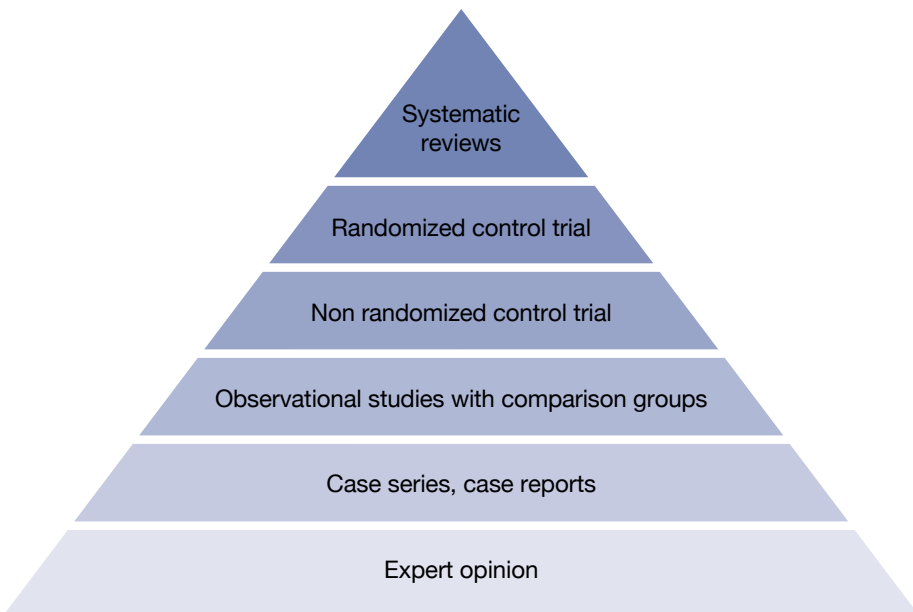 Systematic
reviews
Randomized control trial
Non randomized control trial
Observational studies with comparison groups
Case series, case reports
Expert opinion